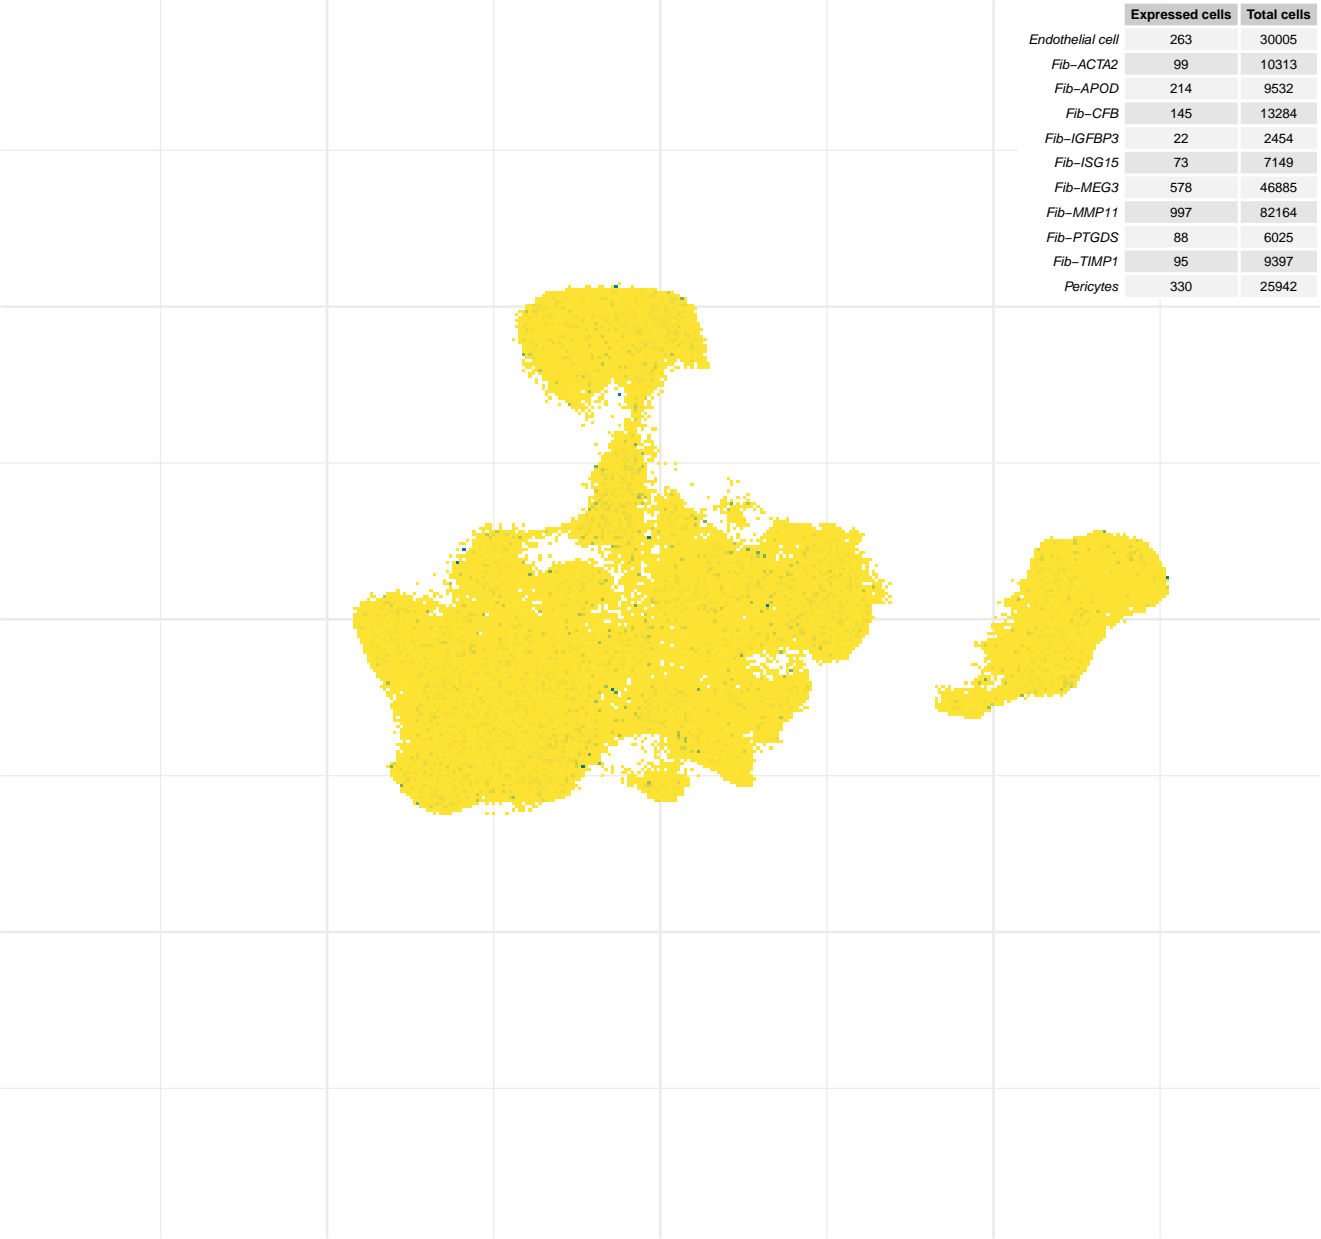 Expressed cells Total cells
Endothelial cell 263 30005
Fib−ACTA2 99 10313
Fib−APOD 214 9532
Fib−CFB 145 13284
Fib−IGFBP3 22 2454
Fib−ISG15 73 7149
Fib−MEG3 578 46885
Fib−MMP11 997 82164
Fib−PTGDS 88 6025
Fib−TIMP1 95 9397
Pericytes 330 25942